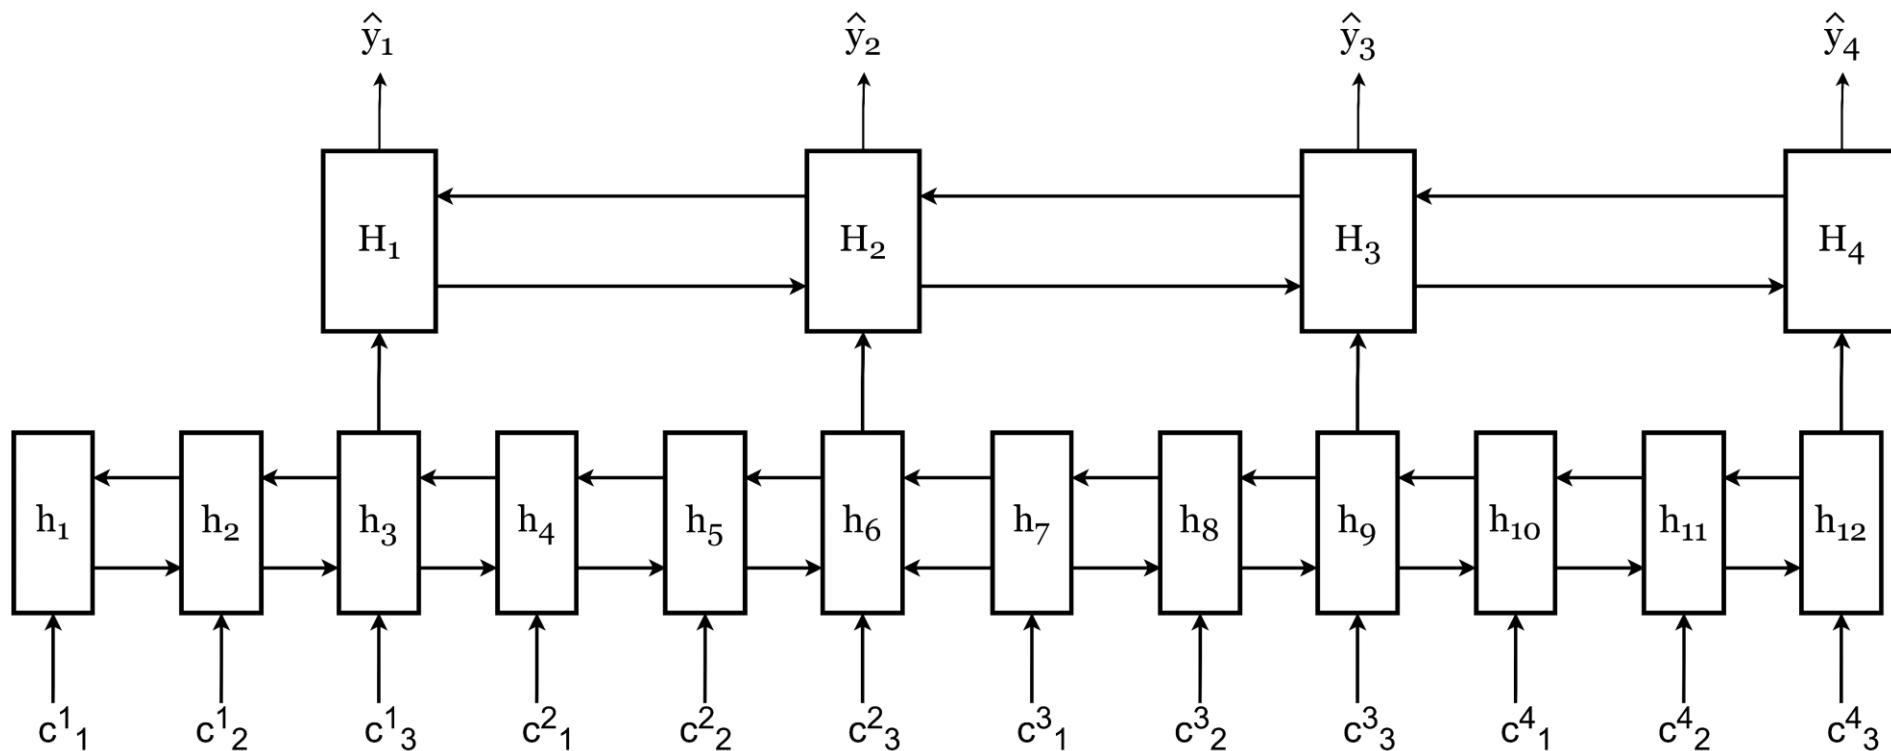 ŷ₁ ŷ₂ ŷ₃ ŷ₄
H₁ H₂ H₃ H₄
h₁ h₂ h₃ h₄ h₅ h₆ h₇ h₈ h₉ h₁₀ h₁₁ h₁₂
c¹₁ c¹₂ c¹₃ c²₁ c²₂ c²₃ c³₁ c³₂ c³₃ c⁴₁ c⁴₂ c⁴₃